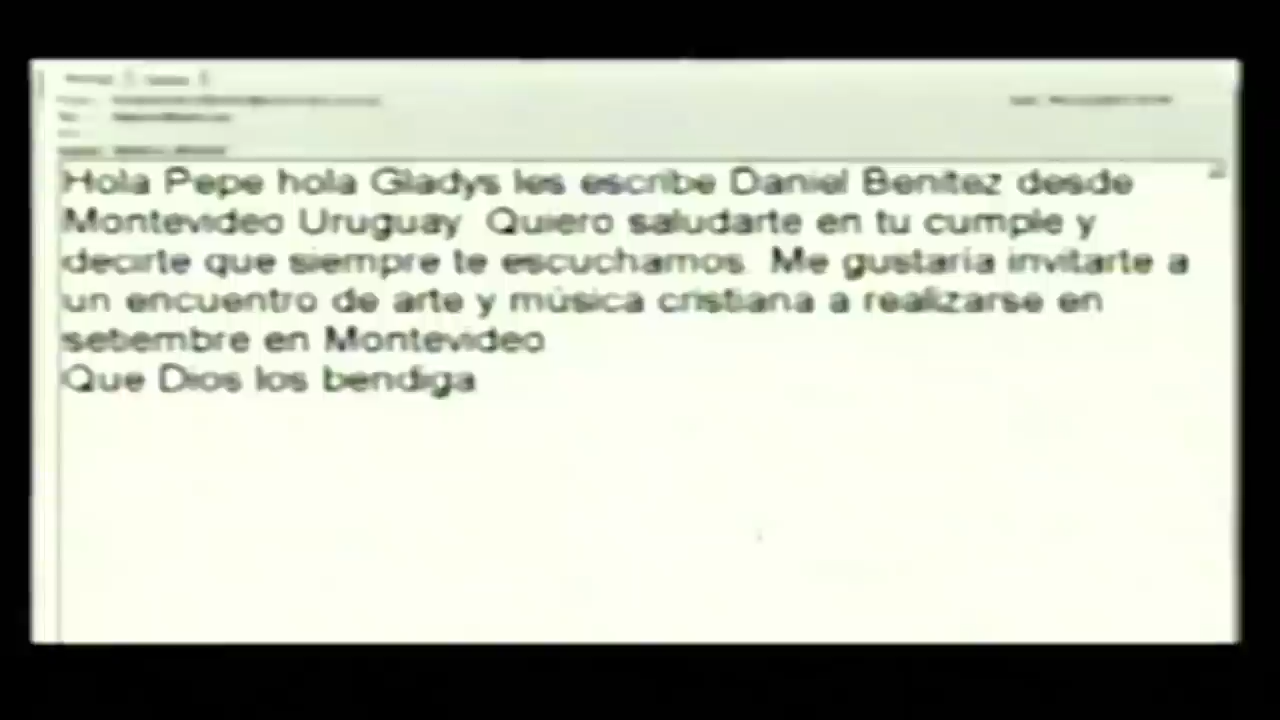 Hola Pepe hola Gladys les escribe Daniel Benitez desde
Montevideo Uruguay Quiero saludarte en tu cumple y
decirte que siempre te escuchamos. Me gustaría invitarte a
un encuentro de arte y música cristiana a realizarse en
setiembre en Montevideo
Que Dios los bendiga